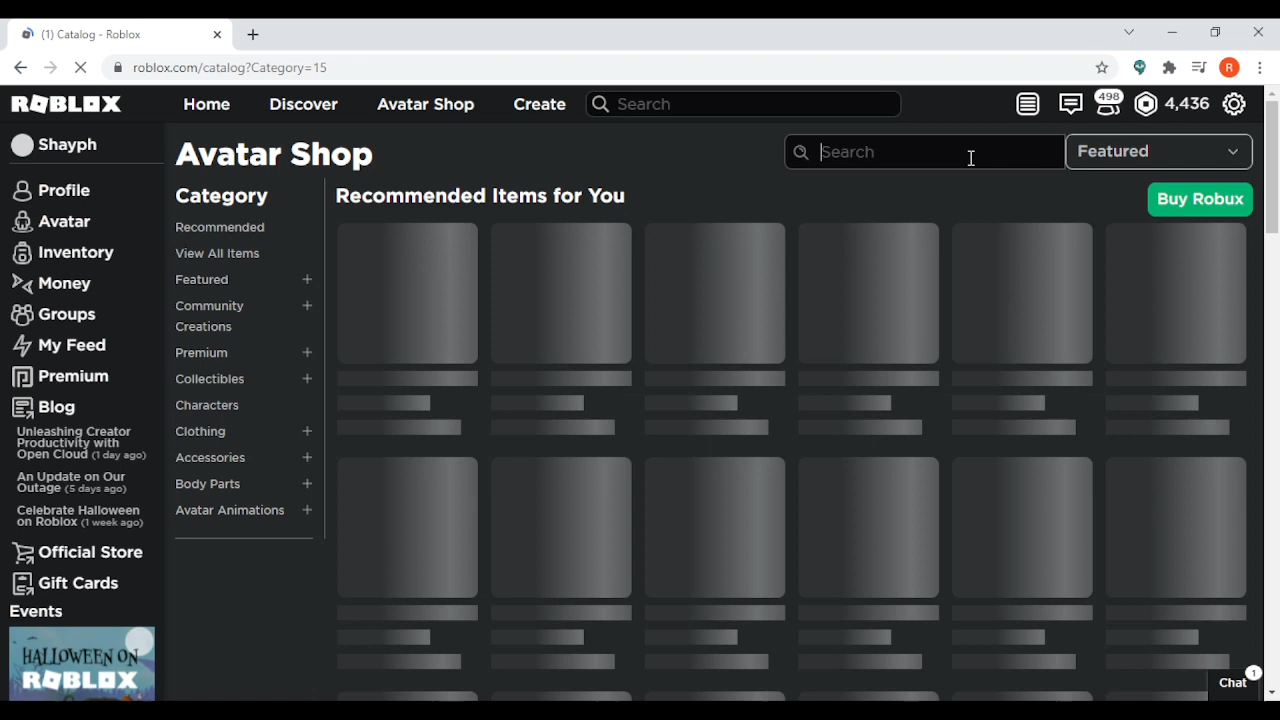 (1) Catalog - Roblox
roblox.com/catalog?Category=15
R
ROBLOX
Home
Discover
Avatar Shop
Create
Search
498
4,436
Shayph
Profile
Avatar
Inventory
Money
Groups
My Feed
Premium
Blog
Unleashing Creator
Productivity with
Open Cloud (1 day ago)
An Update on Our
Outage (5 days ago)
Celebrate Halloween
on Roblox (1 week ago)
Official Store
Gift Cards
Events
HALLOWEEN ON
ROBLOX
Avatar Shop
Search
Featured
Category
Recommended
View All Items
Featured +
Community +
Creations
Premium +
Collectibles +
Characters
Clothing +
Accessories +
Body Parts +
Avatar Animations +
Recommended Items for You
Buy Robux
Chat
1